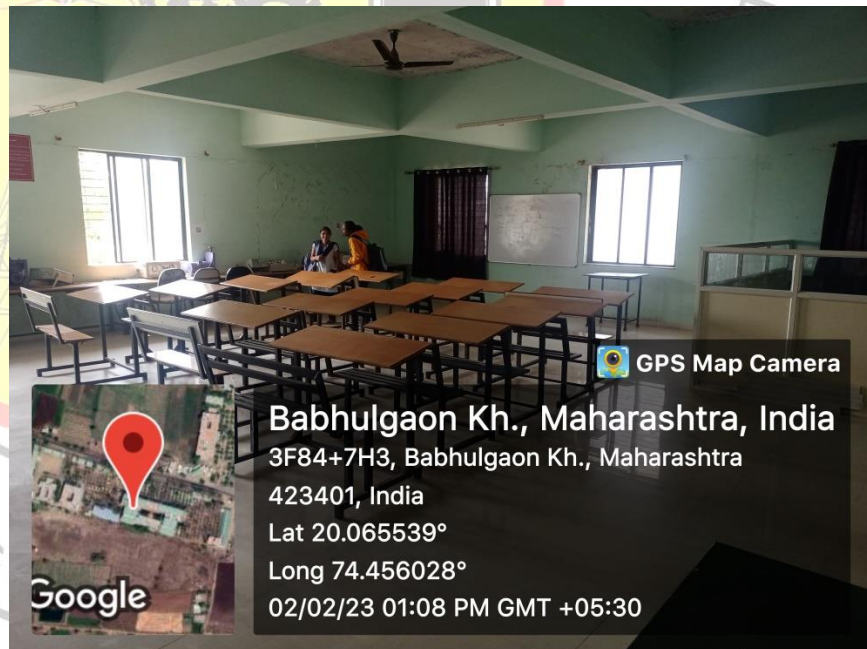 GPS Map Camera
Babhulgaon Kh., Maharashtra, India
3F84+7H3, Babhulgaon Kh., Maharashtra
423401, India
Lat 20.065539°
Long 74.456028°
02/02/23 01:08 PM GMT +05:30
Google